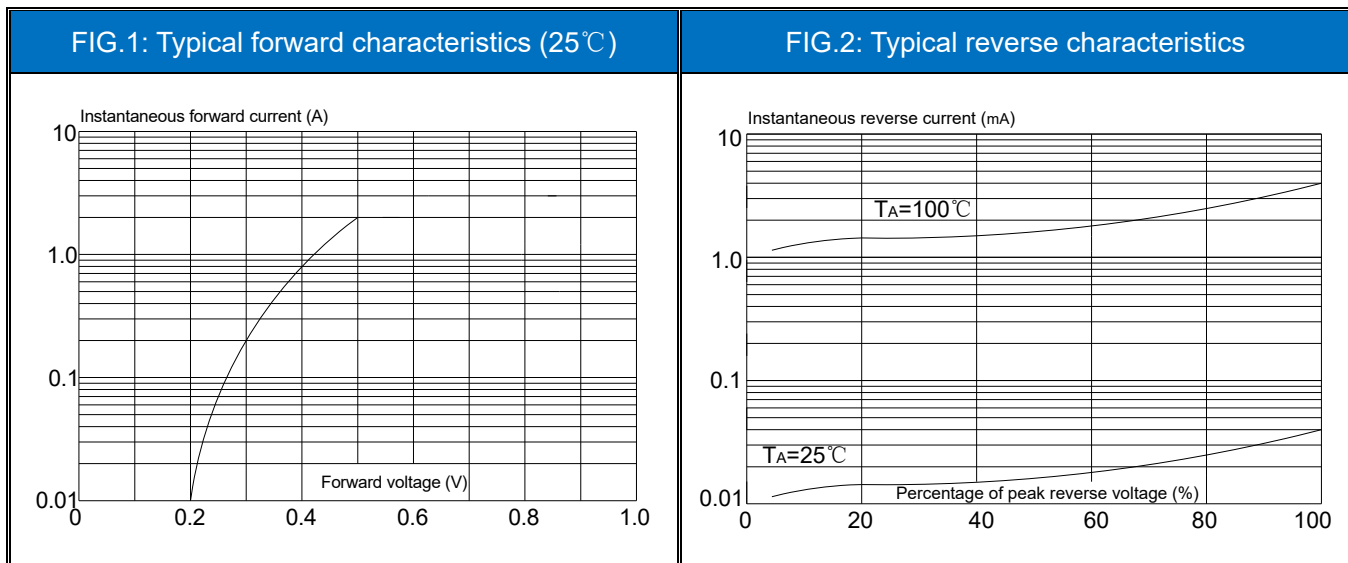 FIG.1: Typical forward characteristics (25℃)
Instantaneous forward current (A)
10
1.0
0.1
0.01
Forward voltage (V)
0
0.2
0.4
0.6
0.8
1.0
FIG.2: Typical reverse characteristics
Instantaneous reverse current (mA)
10
TA=100℃
1.0
0.1
TA=25℃
0.01
Percentage of peak reverse voltage (%)
0
20
40
60
80
100